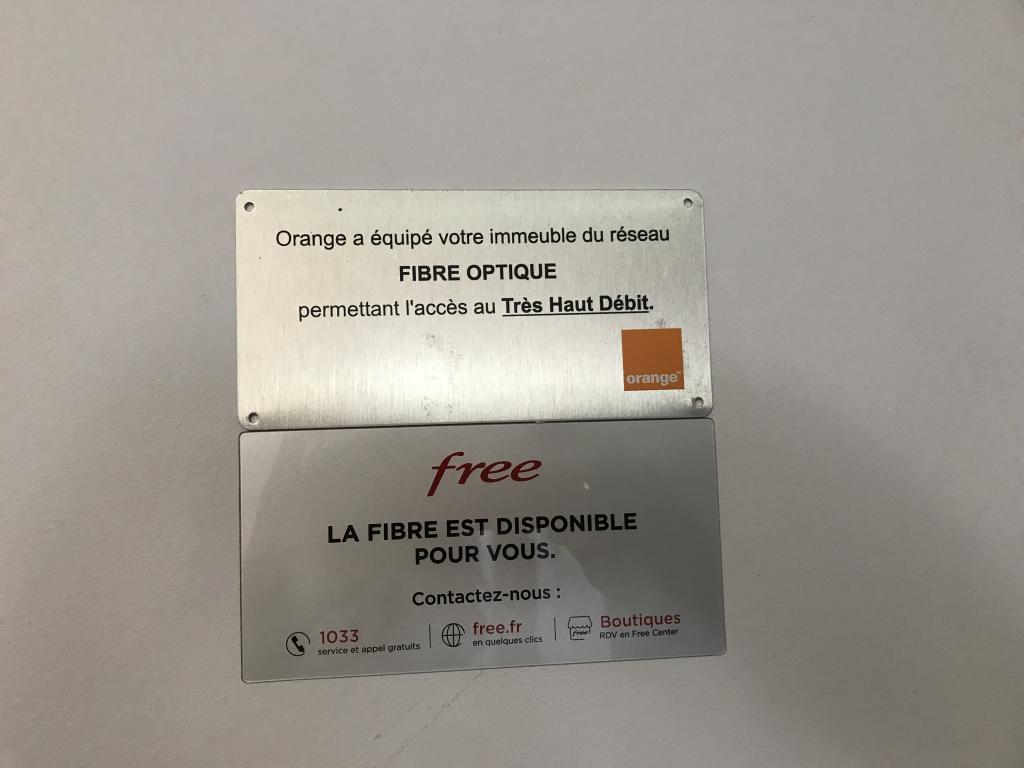 Orange a équipé votre immeuble du réseau
FIBRE OPTIQUE
permettant l'accès au Très Haut Débit.
orange™
free
LA FIBRE EST DISPONIBLE
POUR VOUS.
Contactez-nous :
1033
service et appel gratuits
free.fr
en quelques clics
free
Boutiques
RDV en Free Center